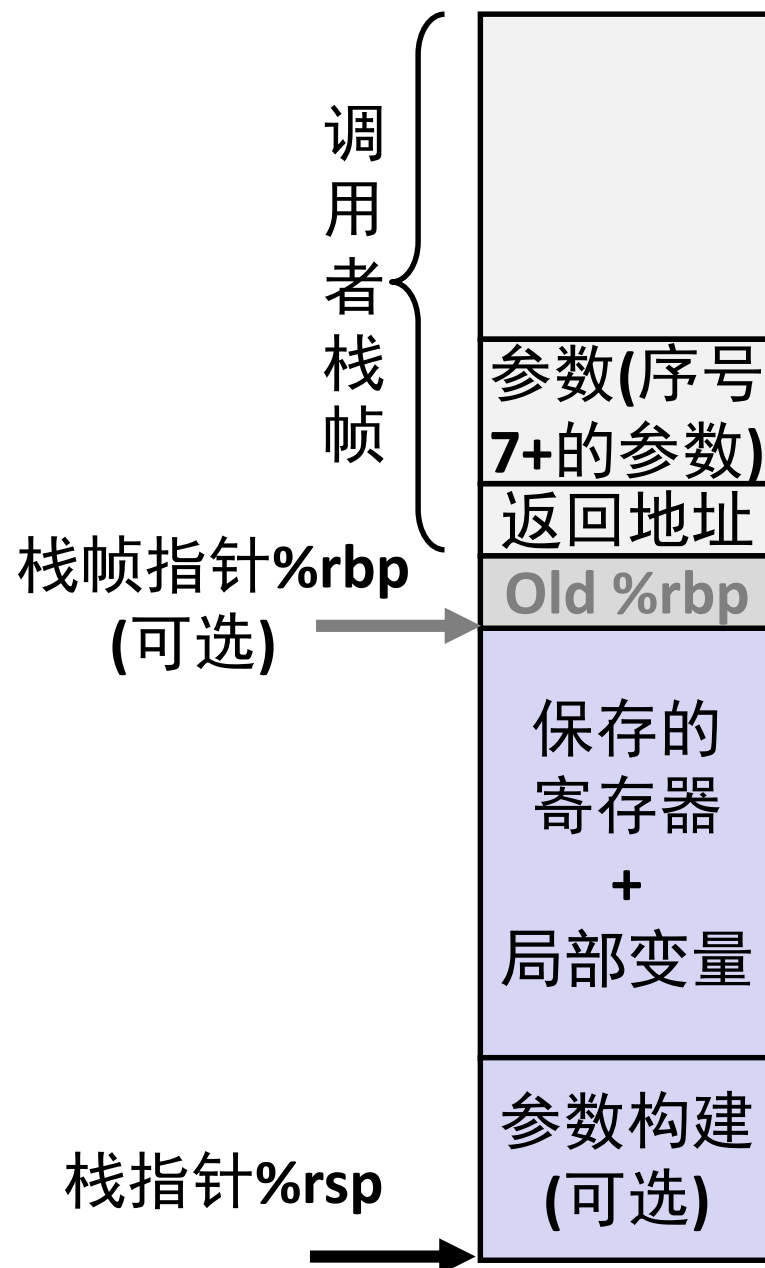 调
用
者
栈
帧
参数(序号
7+的参数)
返回地址
栈帧指针%rbp
(可选)
Old %rbp
保存的
寄存器
+
局部变量
参数构建
(可选)
栈指针%rsp